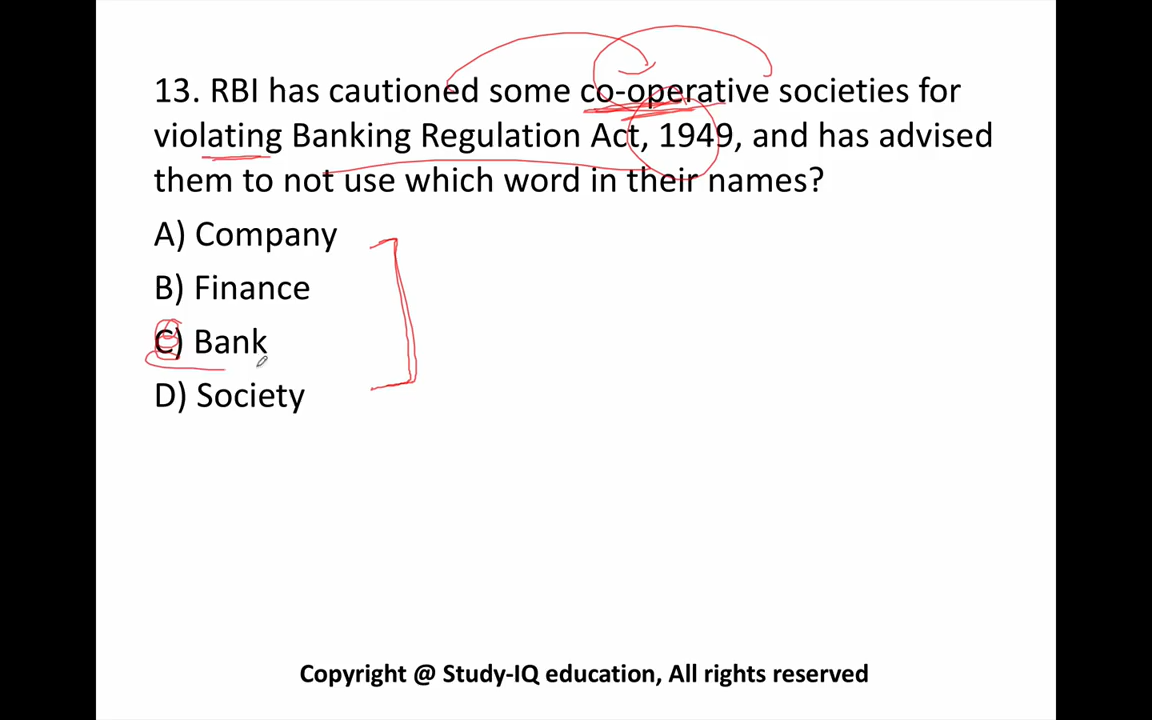 13. RBI has cautioned some co-operative societies for
violating Banking Regulation Act, 1949, and has advised
them to not use which word in their names?
A) Company
B) Finance
C) Bank
D) Society
Copyright @ Study-IQ education, All rights reserved